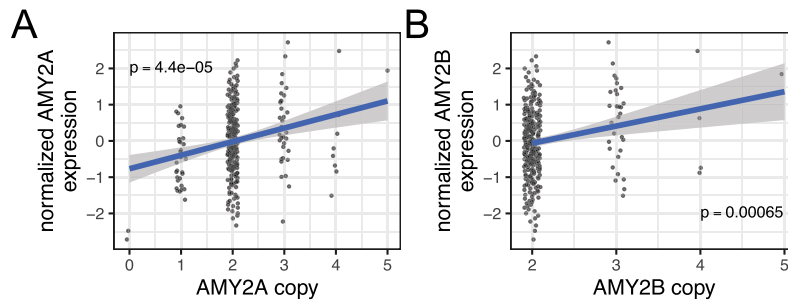 A
normalized AMY2A
expression
2
1
0
−1
−2
p = 4.4e−05
0 1 2 3 4 5
AMY2A copy
B
normalized AMY2B
expression
2
1
0
−1
−2
p = 0.00065
2 3 4 5
AMY2B copy